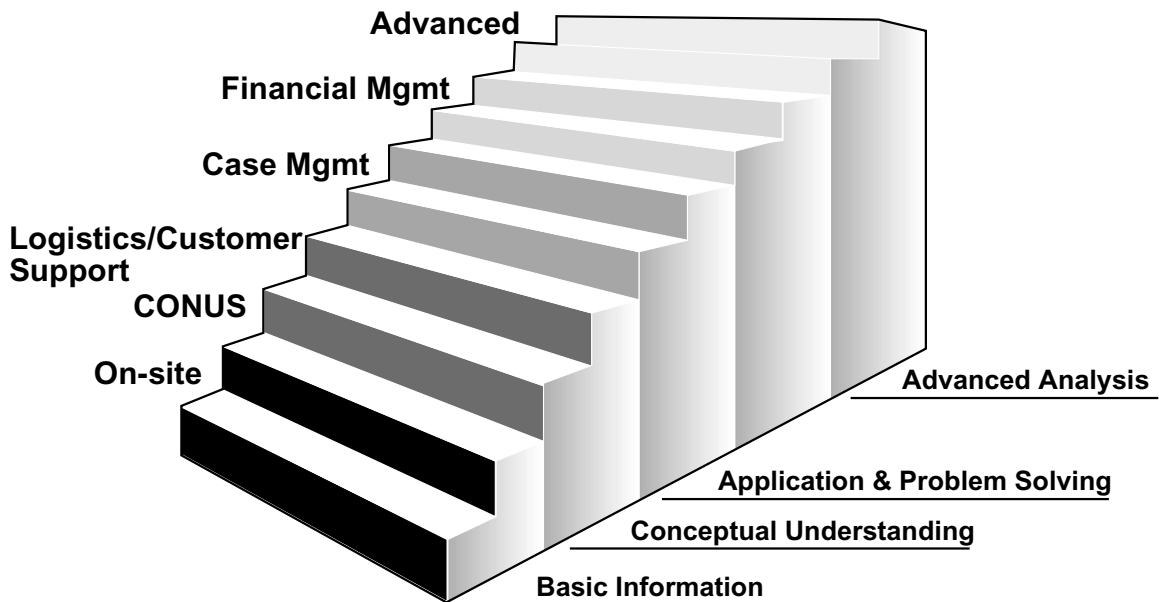 Advanced
Financial Mgmt
Case Mgmt
Logistics/Customer
Support
CONUS
On-site
Advanced Analysis
Application & Problem Solving
Conceptual Understanding
Basic Information